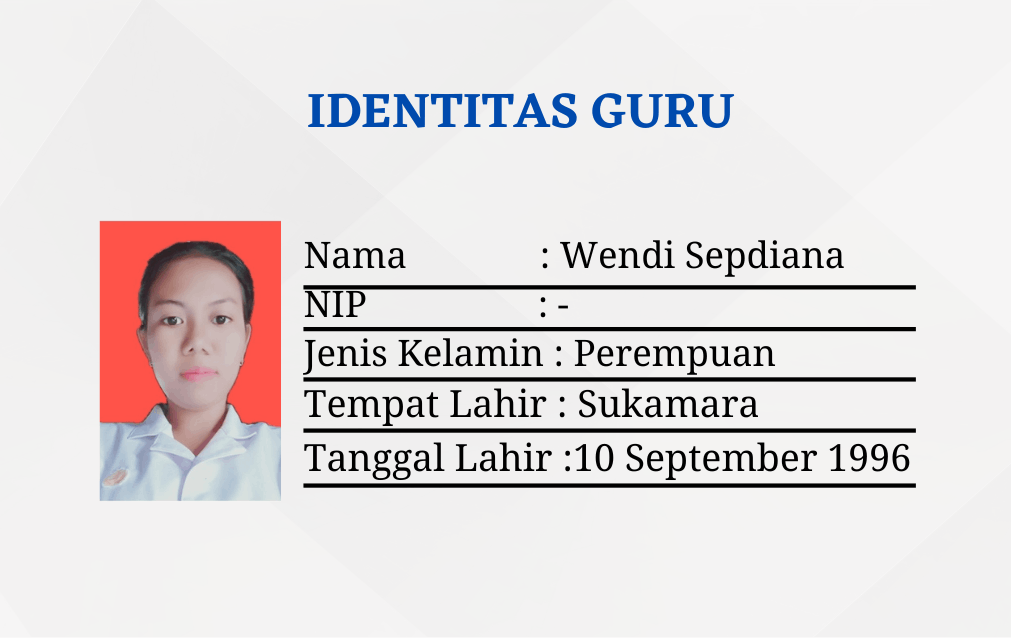 IDENTITAS GURU
Nama : Wendi Sepdiana
NIP : -
Jenis Kelamin : Perempuan
Tempat Lahir : Sukamara
Tanggal Lahir :10 September 1996